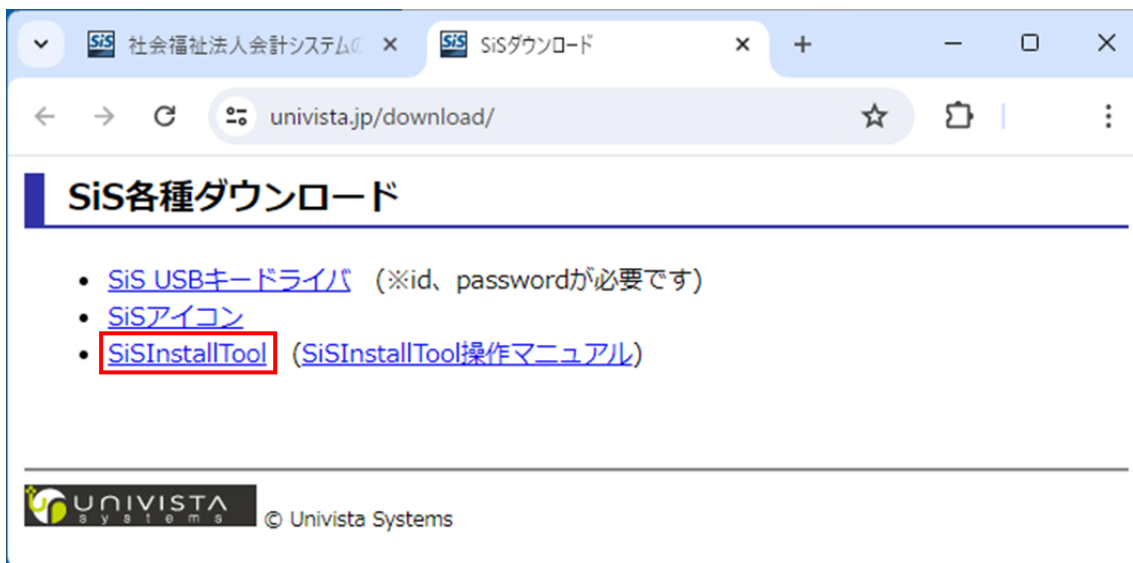 SiS 社会福祉法人会計システムの
SiS SiSダウンロード
univista.jp/download/
SiS各種ダウンロード
• SiS USBキードライバ (※id、passwordが必要です)
• SiSアイコン
• SiSInstallTool (SiSInstallTool操作マニュアル)
UNIVISTA
systems
© Univista Systems